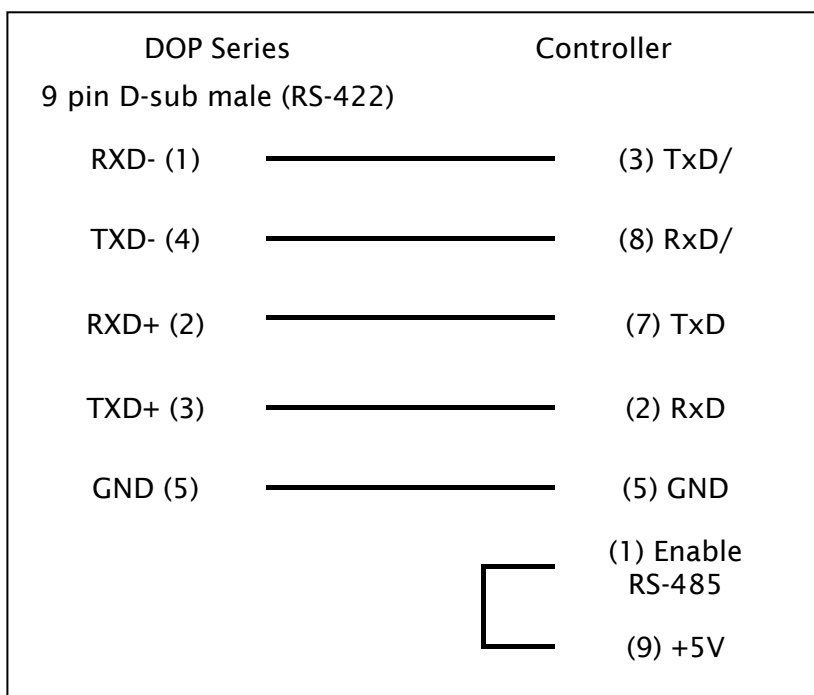 DOP Series Controller
9 pin D-sub male (RS-422)
RXD- (1) (3) TxD/
TXD- (4) (8) RxD/
RXD+ (2) (7) TxD
TXD+ (3) (2) RxD
GND (5) (5) GND
(1) Enable
RS-485
(9) +5V